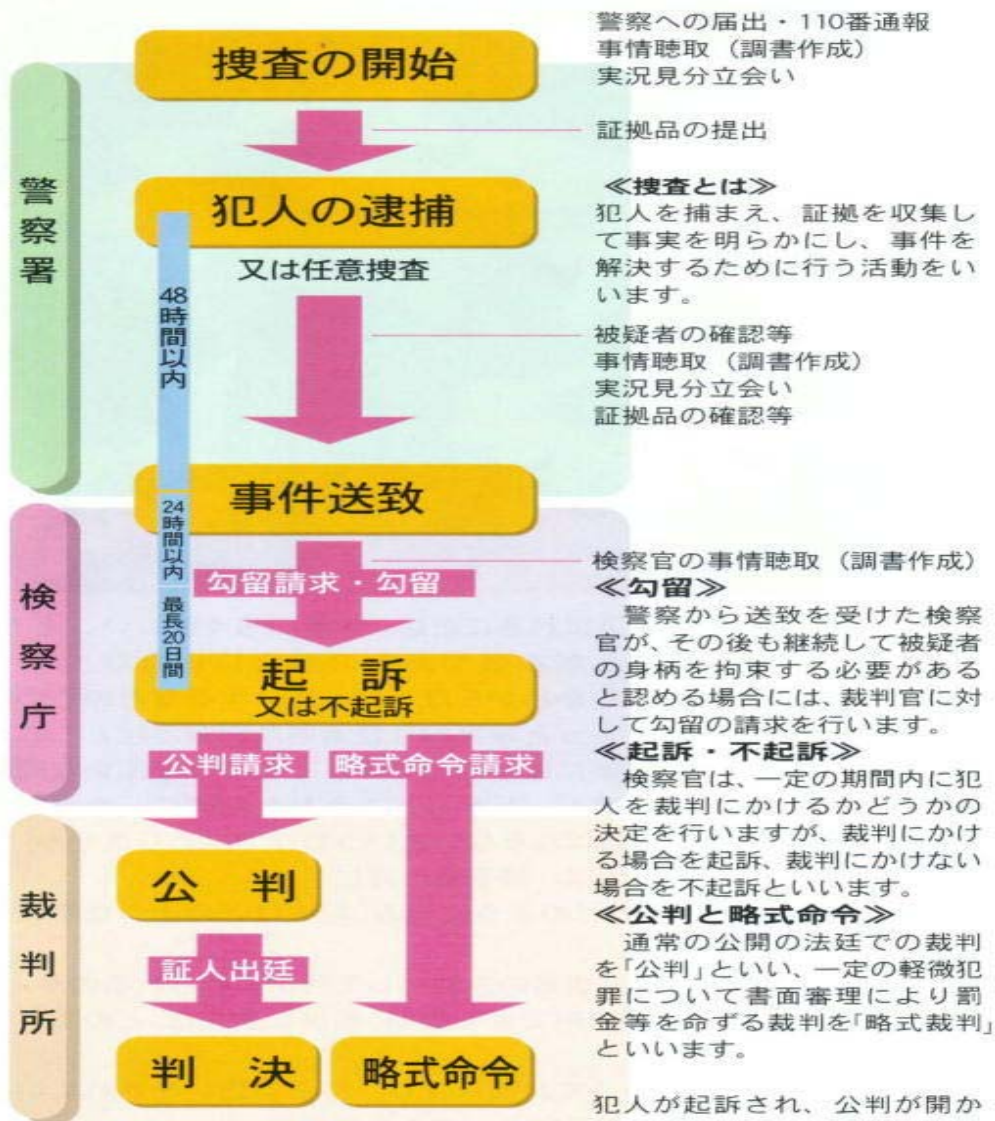 捜査の開始
警察への届出・110番通報
事情聴取（調書作成）
実況見分立会い
証拠品の提出
警察署
犯人の逮捕
又は任意捜査
48時間以内
≪捜査とは≫
犯人を捕まえ、証拠を収集し
て事実を明らかにし、事件を
解決するために行う活動をい
います。
被疑者の確認等
事情聴取（調書作成）
実況見分立会い
証拠品の確認等
事件送致
検察庁
24時間以内
勾留請求・勾留
最長20日間
検察官の事情聴取（調書作成）
≪勾留≫
警察から送致を受けた検察
官が、その後も継続して被疑者
の身柄を拘束する必要がある
と認める場合には、裁判官に対
して勾留の請求を行います。
起訴
又は不起訴
公判請求
略式命令請求
≪起訴・不起訴≫
検察官は、一定の期間内に犯
人を裁判にかけるかどうかの
決定を行いますが、裁判にかけ
る場合を起訴、裁判にかけない
場合を不起訴といいます。
裁判所
公判
証人出廷
判決
略式命令
≪公判と略式命令≫
通常の公開の法廷での裁判
を「公判」といい、一定の軽微犯
罪について書面審理により罰
金等を命ずる裁判を「略式裁判」
といいます。
犯人が起訴され、公判が開か